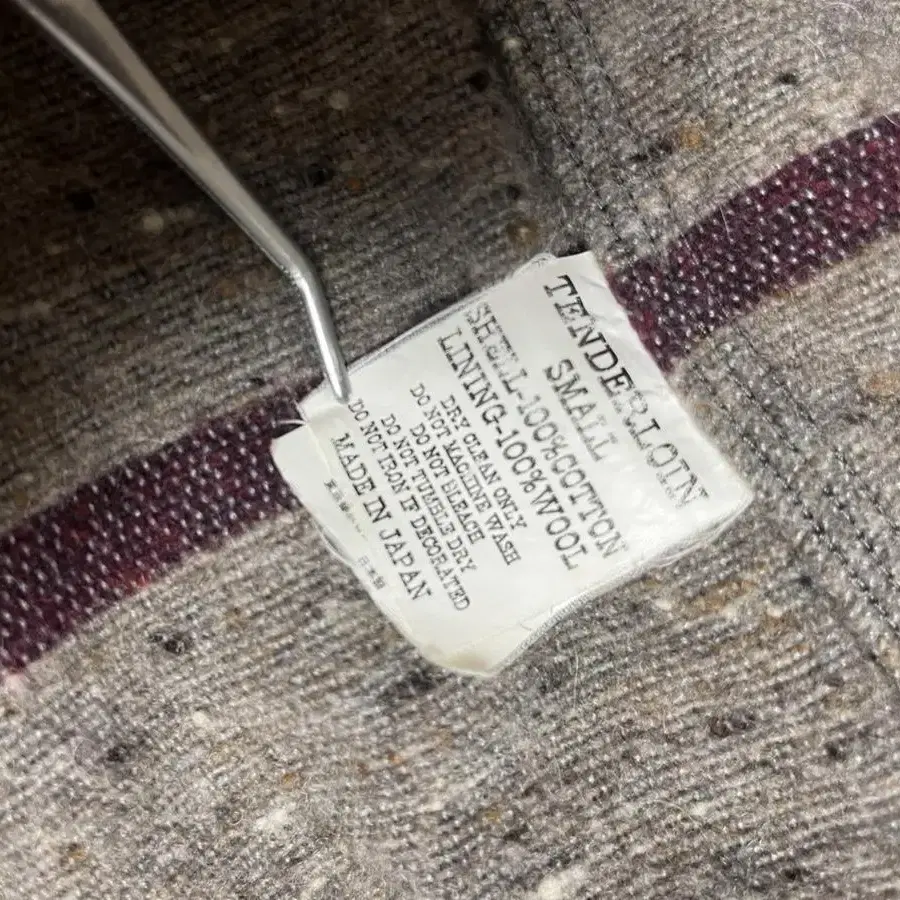 TENDERLOIN
SMALL
SHELL-100%COTTON
LINING-100%WOOL
DRY CLEAN ONLY
DO NOT MACHINE WASH
DO NOT BLEACH
DO NOT TUMBLE DRY
DO NOT IRON IF DECORATED
MADE IN JAPAN